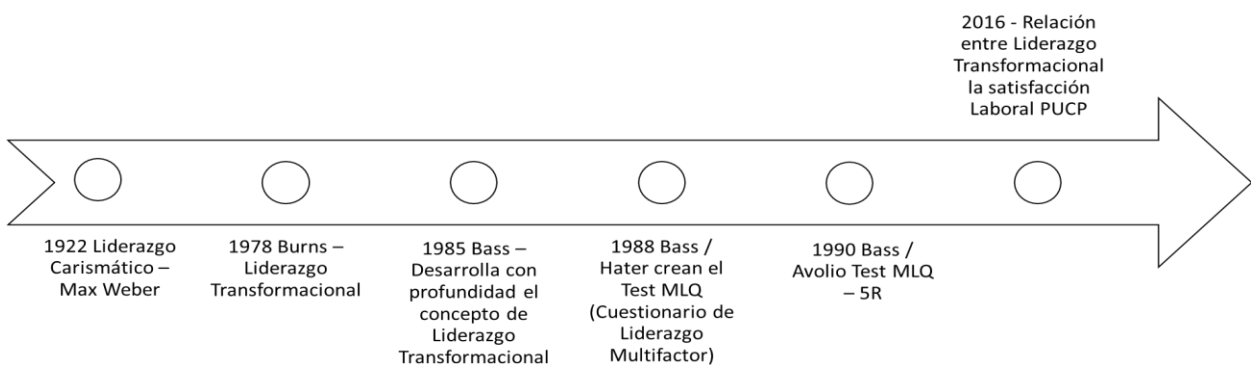 1922 Liderazgo
Carismático –
Max Weber
1978 Burns –
Liderazgo
Transformacional
1985 Bass –
Desarrolla con
profundidad el
concepto de
Liderazgo
Transformacional
1988 Bass /
Hater crean el
Test MLQ
(Cuestionario de
Liderazgo
Multifactor)
1990 Bass /
Avolio Test MLQ
– 5R
2016 - Relación
entre Liderazgo
Transformacional
la satisfacción
Laboral PUCP